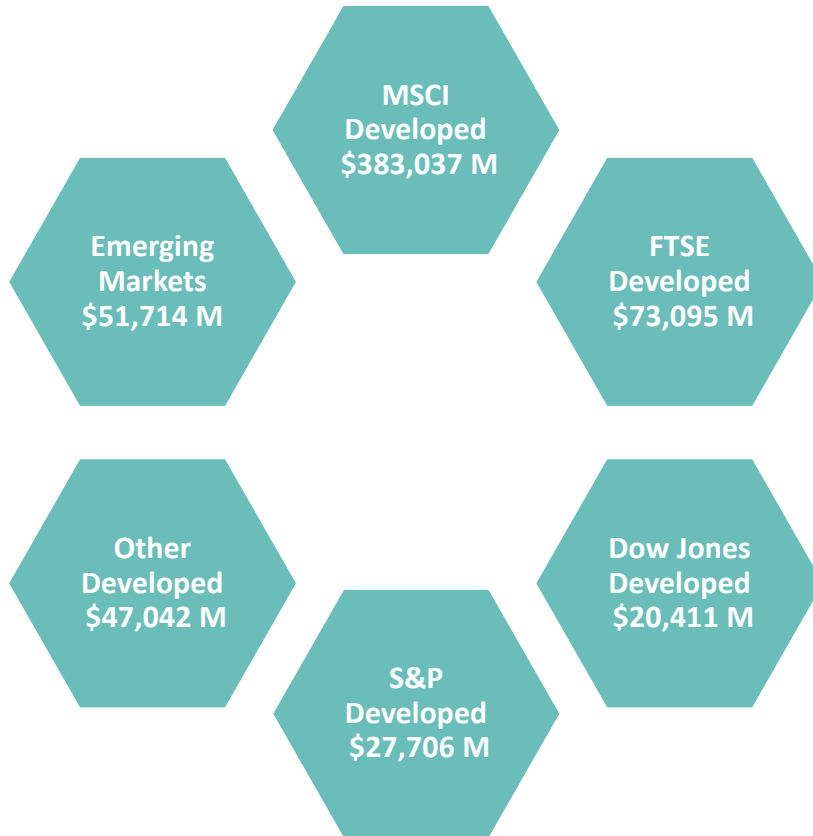 MSCI
Developed
$383,037 M
FTSE
Developed
$73,095 M
Dow Jones
Developed
$20,411 M
S&P
Developed
$27,706 M
Other
Developed
$47,042 M
Emerging
Markets
$51,714 M